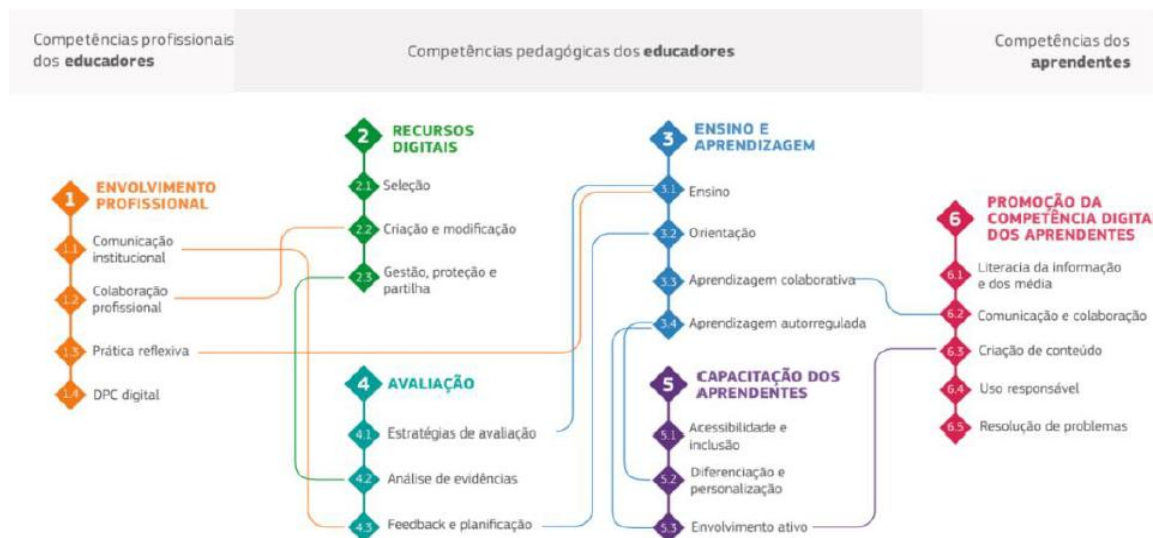 Competências profissionais
dos educadores
Competências pedagógicas dos educadores
Competências dos
aprendentes
1
ENVOLVIMENTO
PROFISSIONAL
1.1
Comunicação
institucional
1.2
Colaboração
profissional
1.3
Prática reflexiva
1.4
DPC digital
2
RECURSOS
DIGITAIS
2.1
Seleção
2.2
Criação e modificação
2.3
Gestão, proteção e
partilha
3
ENSINO E
APRENDIZAGEM
3.1
Ensino
3.2
Orientação
3.3
Aprendizagem colaborativa
3.4
Aprendizagem autorregulada
4
AVALIAÇÃO
4.1
Estratégias de avaliação
4.2
Análise de evidências
4.3
Feedback e planificação
5
CAPACITAÇÃO DOS
APRENDENTES
5.1
Acessibilidade e
inclusão
5.2
Diferenciação e
personalização
5.3
Envolvimento ativo
6
PROMOÇÃO DA
COMPETÊNCIA DIGITAL
DOS APRENDENTES
6.1
Literacia da informação
e dos média
6.2
Comunicação e colaboração
6.3
Criação de conteúdo
6.4
Uso responsável
6.5
Resolução de problemas